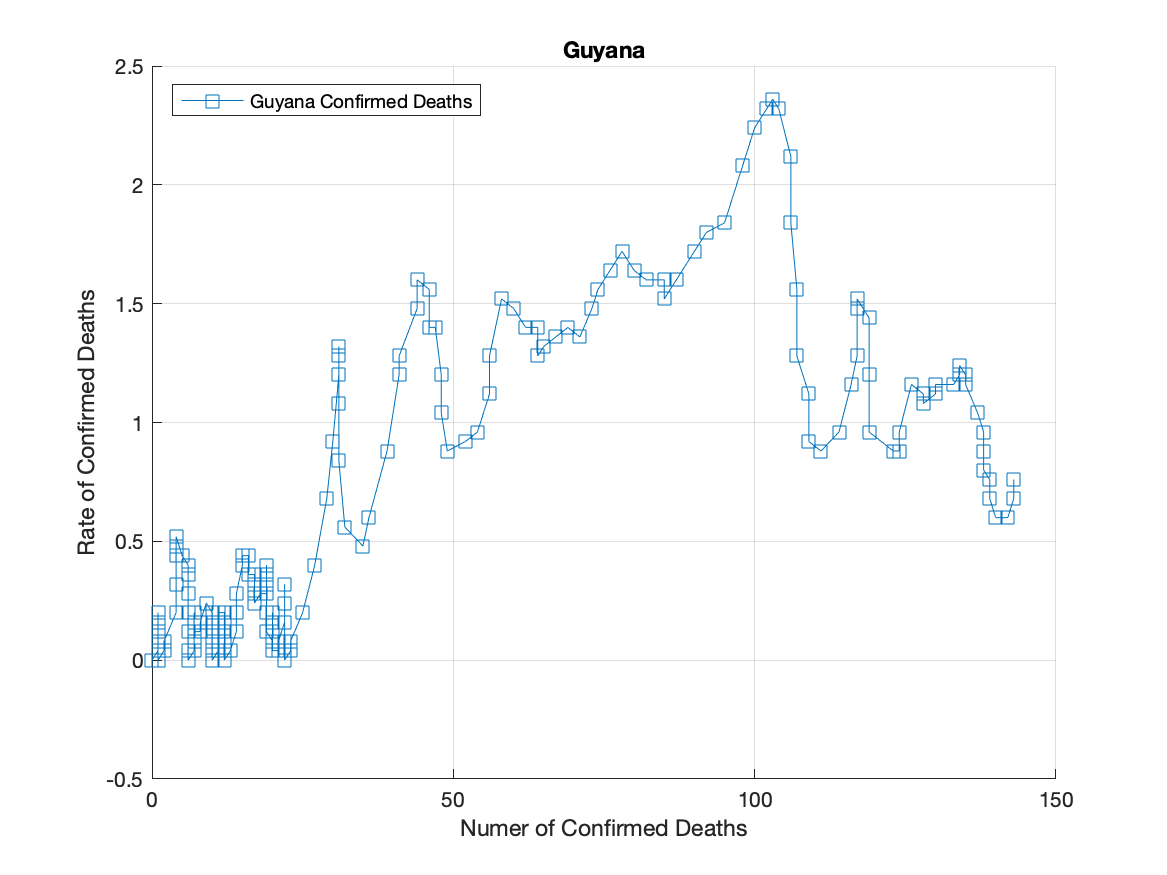 Guyana
Guyana Confirmed Deaths
2.5
2
1.5
1
0.5
0
-0.5
Rate of Confirmed Deaths
0 50 100 150
Numer of Confirmed Deaths